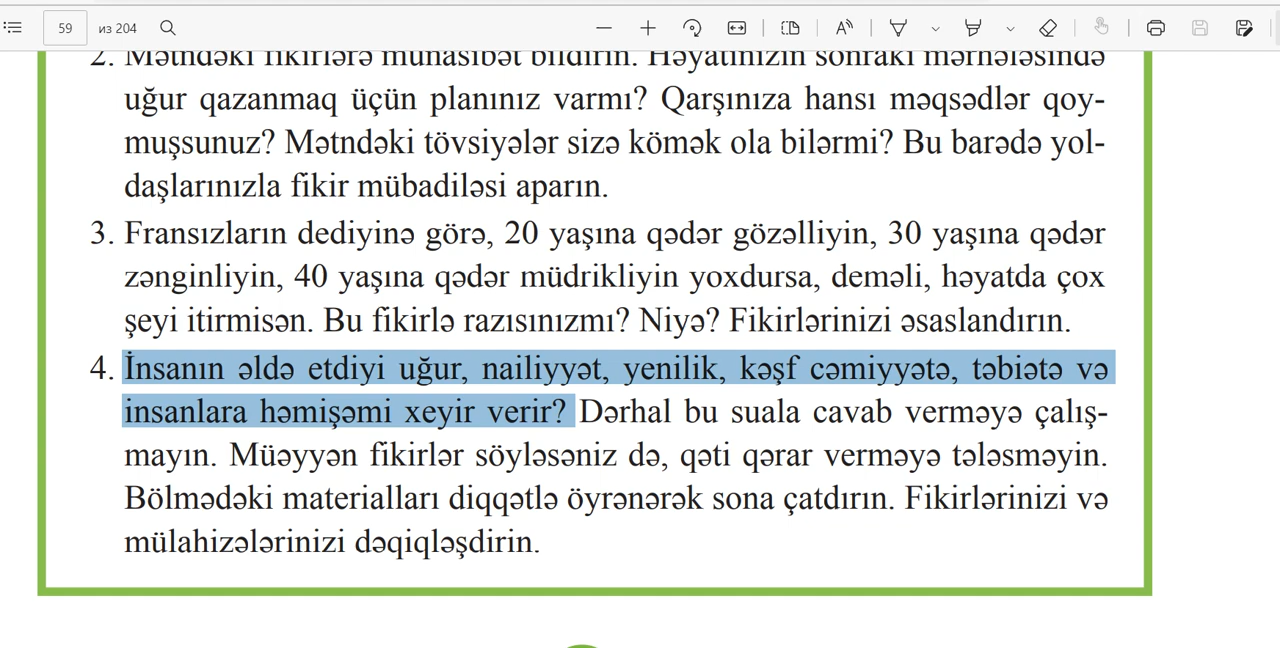 59 из 204
2. Mətndəki fikirlərə münasibət bildirin. Həyatınızın sonrakı mərhələsində
uğur qazanmaq üçün planınız varmı? Qarşınıza hansı məqsədlər qoy-
muşsunuz? Mətndəki tövsiyələr sizə kömək ola bilərmi? Bu barədə yol-
daşlarınızla fikir mübadiləsi aparın.
3. Fransızların dediyinə görə, 20 yaşına qədər gözəlliyin, 30 yaşına qədər
zənginliyin, 40 yaşına qədər müdrikliyin yoxdursa, deməli, həyatda çox
şeyi itirmisən. Bu fikirlə razısınızmı? Niyə? Fikirlərinizi əsaslandırın.
4. İnsanın əldə etdiyi uğur, nailiyyət, yenilik, kəşf cəmiyyətə, təbiətə və
insanlara həmişəmi xeyir verir? Dərhal bu suala cavab verməyə çalış-
mayın. Müəyyən fikirlər söyləsəniz də, qəti qərar verməyə tələsməyin.
Bölmədəki materialları diqqətlə öyrənərək sona çatdırın. Fikirlərinizi və
mülahizələrinizi dəqiqləşdirin.